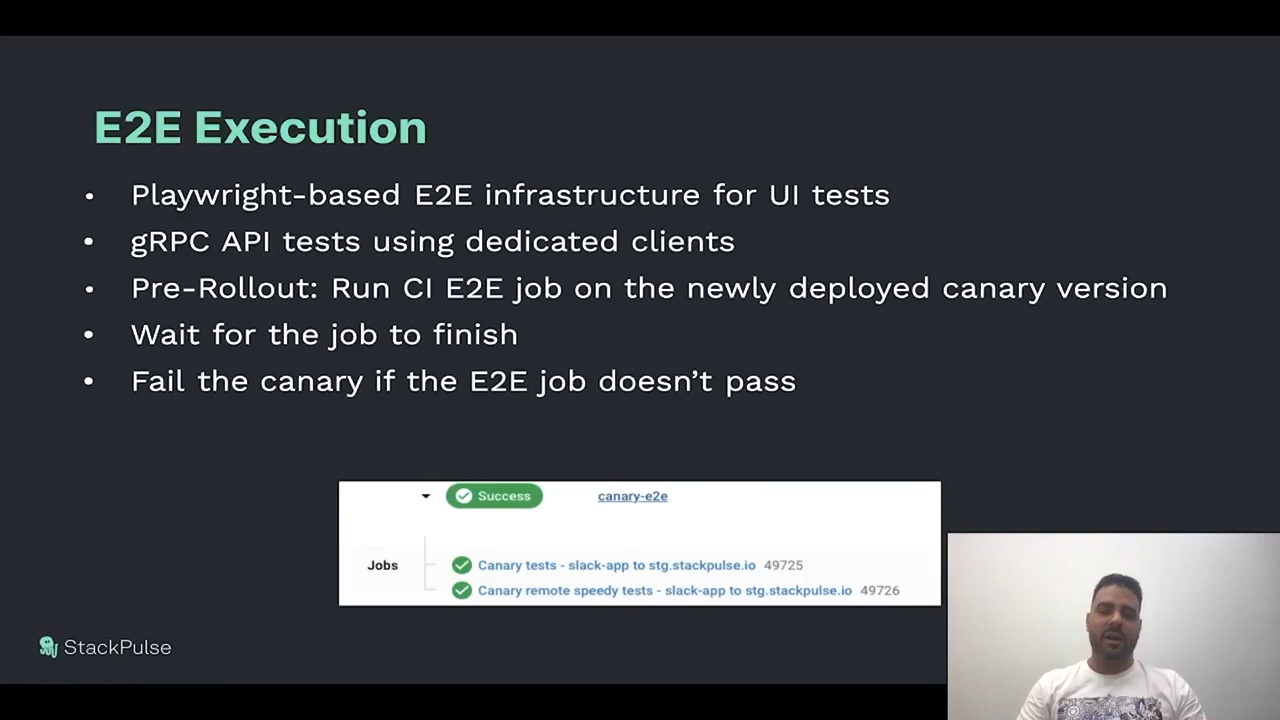 E2E Execution
• Playwright-based E2E infrastructure for UI tests
• gRPC API tests using dedicated clients
• Pre-Rollout: Run CI E2E job on the newly deployed canary version
• Wait for the job to finish
• Fail the canary if the E2E job doesn’t pass
Success canary-e2e
Jobs
Canary tests - slack-app to stg.stackpulse.io 49725
Canary remote speedy tests - slack-app to stg.stackpulse.io 49726
StackPulse